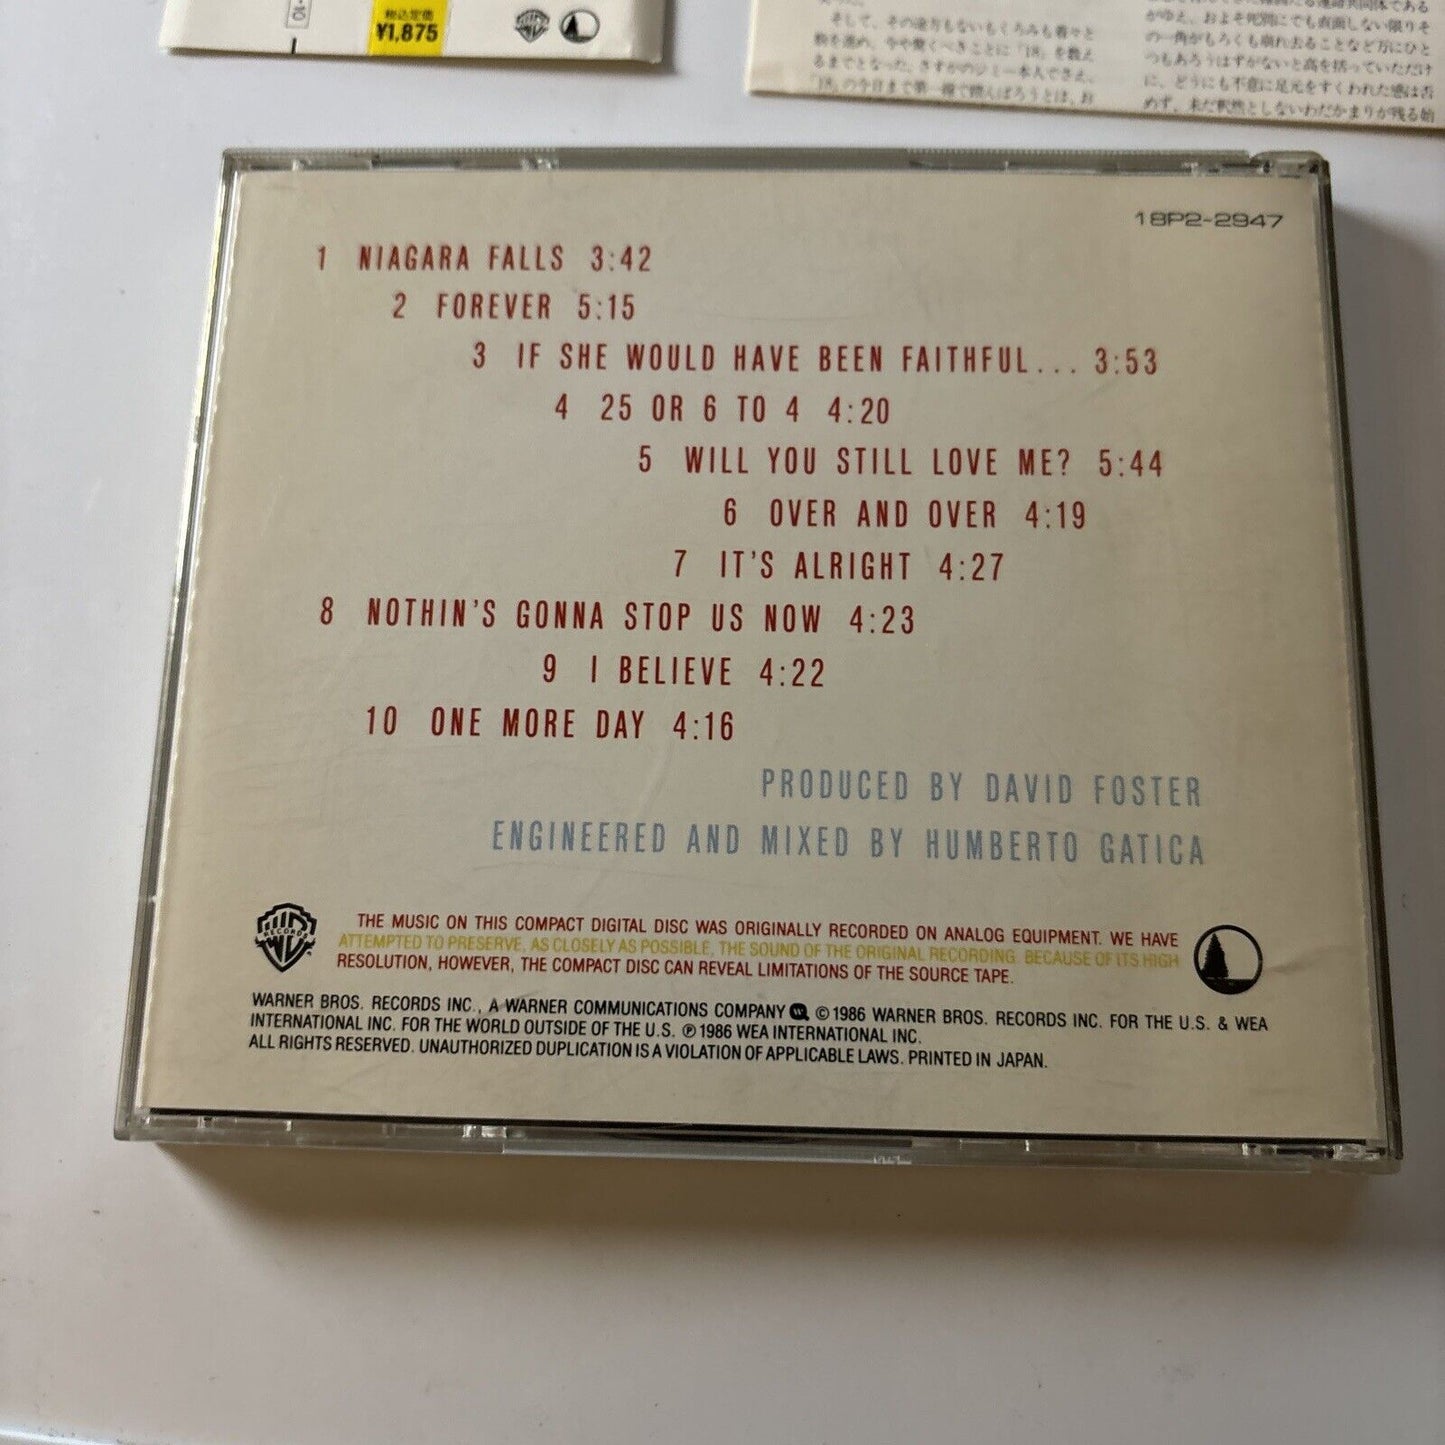 税込定価
¥1,875
そして、その途方もないもくろみも着々と
物を進め、今や驚くべきことに「18」を数え
るまでとなった。さすがのジミー本人でさえ、
がゆえ、およそ死別にでも直面しない限りそ
の一角がもろくも崩れ去ることなど万にひと
つもあろうはずがないと高を括っていただけ
に、どうにも不意に足元をすくわれた感は否
めず、未だ釈然としないわだかまりが残る始
18P2-2947
1 NIAGARA FALLS 3:42
2 FOREVER 5:15
3 IF SHE WOULD HAVE BEEN FAITHFUL... 3:53
4 25 OR 6 TO 4 4:20
5 WILL YOU STILL LOVE ME? 5:44
6 OVER AND OVER 4:19
7 IT'S ALRIGHT 4:27
8 NOTHIN'S GONNA STOP US NOW 4:23
9 I BELIEVE 4:22
10 ONE MORE DAY 4:16
PRODUCED BY DAVID FOSTER
ENGINEERED AND MIXED BY HUMBERTO GATICA
RECORDS
THE MUSIC ON THIS COMPACT DIGITAL DISC WAS ORIGINALLY RECORDED ON ANALOG EQUIPMENT. WE HAVE
ATTEMPTED TO PRESERVE, AS CLOSELY AS POSSIBLE, THE SOUND OF THE ORIGINAL RECORDING. BECAUSE OF ITS HIGH
RESOLUTION, HOWEVER, THE COMPACT DISC CAN REVEAL LIMITATIONS OF THE SOURCE TAPE.
WARNER BROS. RECORDS INC., A WARNER COMMUNICATIONS COMPANY ©1986 WARNER BROS. RECORDS INC. FOR THE U.S. & WEA
INTERNATIONAL INC. FOR THE WORLD OUTSIDE OF THE U.S. ℗1986 WEA INTERNATIONAL INC.
ALL RIGHTS RESERVED. UNAUTHORIZED DUPLICATION IS A VIOLATION OF APPLICABLE LAWS. PRINTED IN JAPAN.